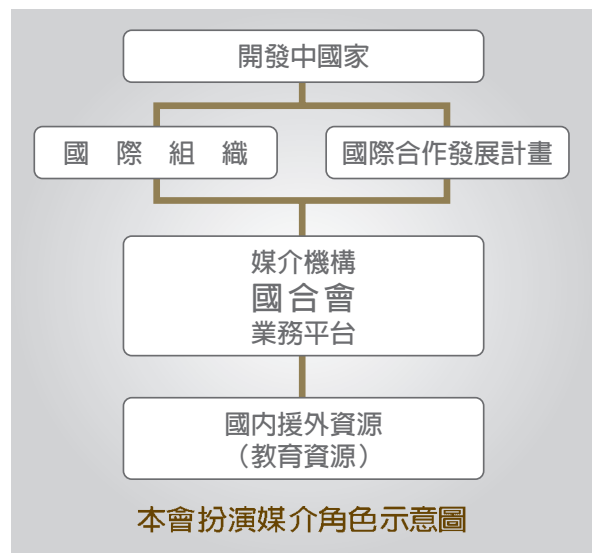 開發中國家
國際組織
國際合作發展計畫
媒介機構
國合會
業務平台
國內援外資源
（教育資源）
本會扮演媒介角色示意圖